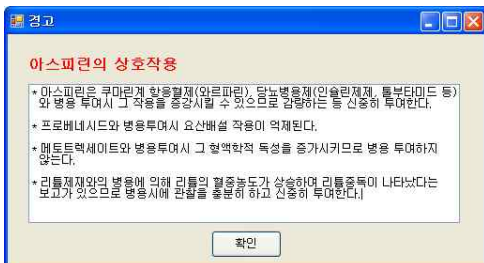 경고
아스피린의 상호작용
* 아스피린은 쿠마린계 항응혈제(와르파린), 당뇨병용제(인슐린제제, 톨부타미드 등)
와 병용 투여시 그 작용을 증강시킬 수 있으므로 감량하는 등 신중히 투여한다.
* 프로베네시드와 병용투여시 요산배설 작용이 억제된다.
* 메토트렉세이트와 병용투여시 그 혈액학적 독성을 증가시키므로 병용 투여하지
않는다.
* 리튬제재와의 병용에 의해 리튬의 혈중농도가 상승하며 리튬중독이 나타났다는
보고가 있으므로 병용시에 관찰을 충분히 하고 신중히 투여한다.
확인